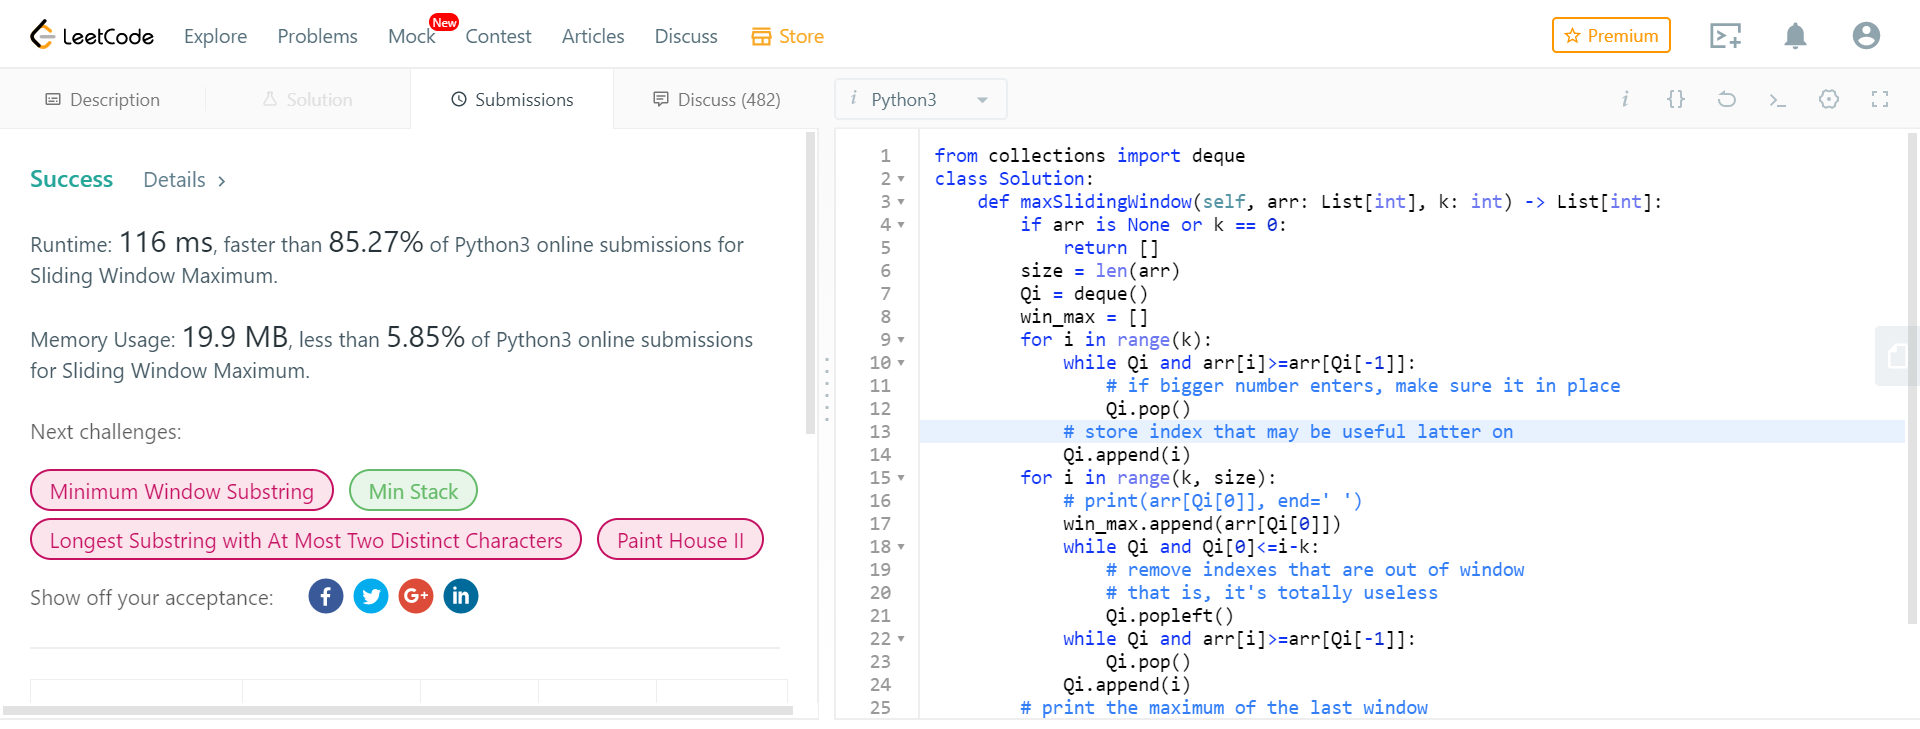 LeetCode Explore Problems Mock New Contest Articles Discuss Store Premium
Description Solution Submissions Discuss (482) i Python3 i {}
Success Details >
Runtime: 116 ms, faster than 85.27% of Python3 online submissions for
Sliding Window Maximum.
Memory Usage: 19.9 MB, less than 5.85% of Python3 online submissions
for Sliding Window Maximum.
Next challenges:
Minimum Window Substring Min Stack
Longest Substring with At Most Two Distinct Characters Paint House II
Show off your acceptance: f G+ in
1 from collections import deque
2 class Solution:
3     def maxSlidingWindow(self, arr: List[int], k: int) -> List[int]:
4         if arr is None or k == 0:
5             return []
6         size = len(arr)
7         Qi = deque()
8         win_max = []
9         for i in range(k):
10             while Qi and arr[i]>=arr[Qi[-1]]:
11                 # if bigger number enters, make sure it in place
12                 Qi.pop()
13             # store index that may be useful latter on
14             Qi.append(i)
15         for i in range(k, size):
16             # print(arr[Qi[0]], end=' ')
17             win_max.append(arr[Qi[0]])
18             while Qi and Qi[0]<=i-k:
19                 # remove indexes that are out of window
20                 # that is, it's totally useless
21                 Qi.popleft()
22             while Qi and arr[i]>=arr[Qi[-1]]:
23                 Qi.pop()
24             Qi.append(i)
25         # print the maximum of the last window